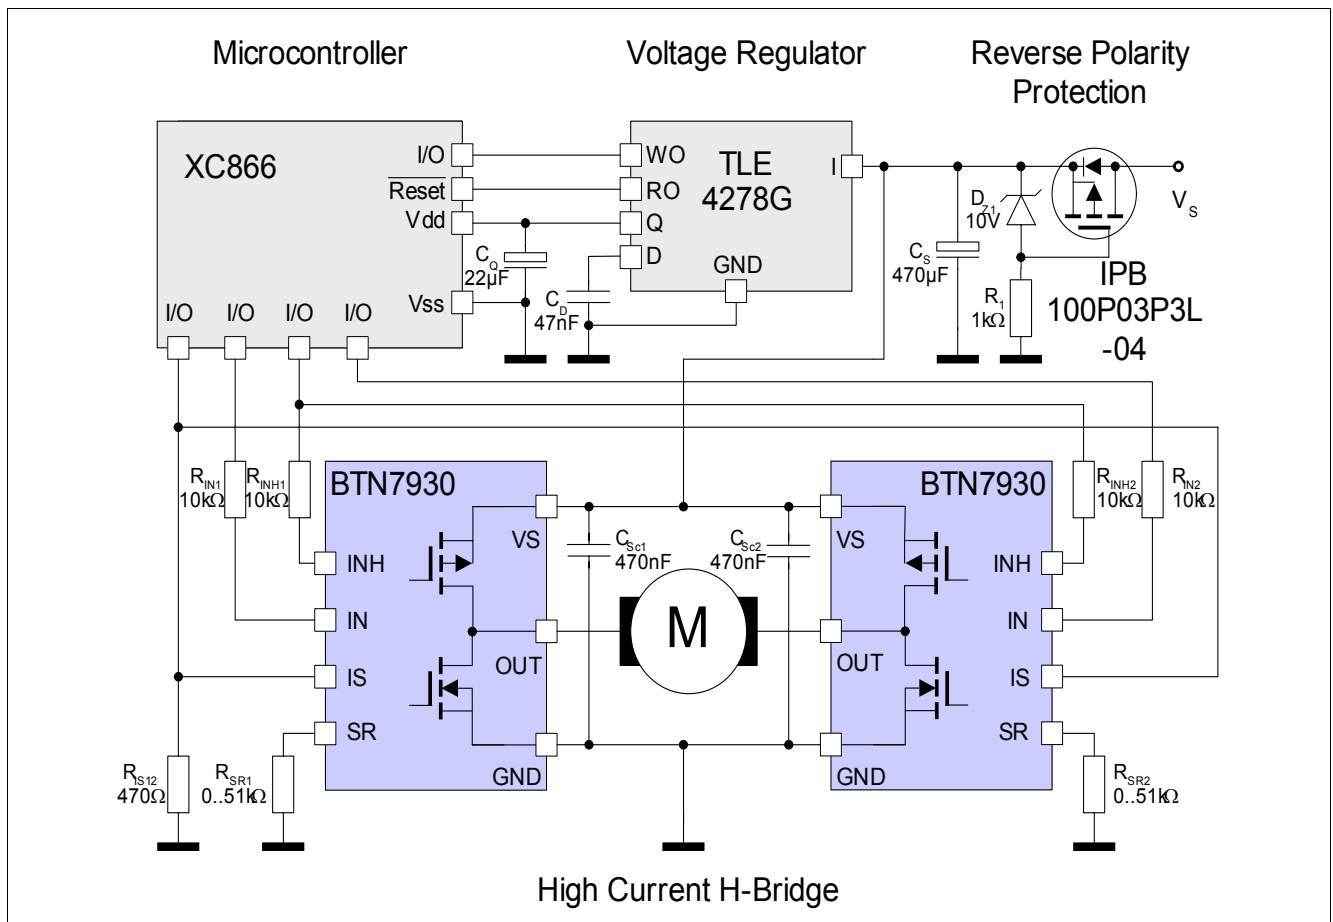 Microcontroller
Voltage Regulator
Reverse Polarity
Protection
XC866
I/O
Reset
Vdd
Vss
I/O
I/O
I/O
I/O
WO
RO
Q
D
TLE
4278G
I
GND
C_Q
22µF
C_D
47nF
C_S
470µF
D_Z1
10V
R_1
1kΩ
V_S
IPB
100P03P3L
-04
R_IN1
10kΩ
R_INH1
10kΩ
BTN7930
VS
INH
IN
IS
SR
OUT
GND
C_Sc1
470nF
C_Sc2
470nF
M
BTN7930
VS
INH
IN
IS
SR
OUT
GND
R_INH2
10kΩ
R_IN2
10kΩ
R_IS12
470Ω
R_SR1
0..51kΩ
R_SR2
0..51kΩ
High Current H-Bridge